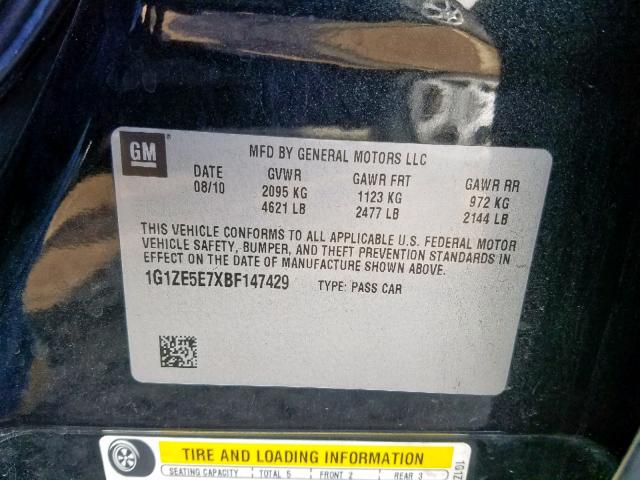 GM
MFD BY GENERAL MOTORS LLC
DATE GVWR GAWR FRT GAWR RR
08/10 2095 KG 1123 KG 972 KG
4621 LB 2477 LB 2144 LB
THIS VEHICLE CONFORMS TO ALL APPLICABLE U.S. FEDERAL MOTOR
VEHICLE SAFETY, BUMPER, AND THEFT PREVENTION STANDARDS IN
EFFECT ON THE DATE OF MANUFACTURE SHOWN ABOVE.
1G1ZE5E7XBF147429 TYPE: PASS CAR
TIRE AND LOADING INFORMATION
SEATING CAPACITY TOTAL 5 FRONT 2 REAR 3
1G1Z